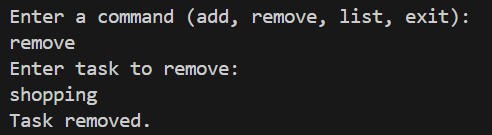 Enter a command (add, remove, list, exit):
remove
Enter task to remove:
shopping
Task removed.